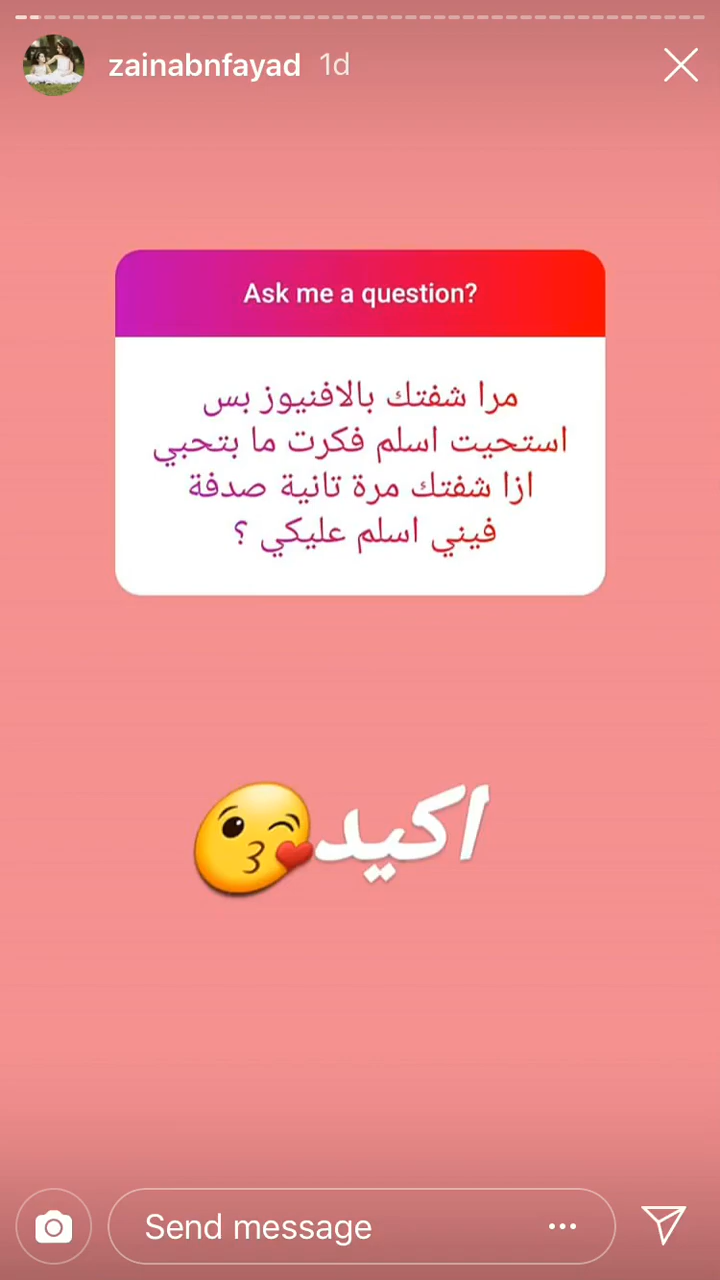 zainabnfayad 1d
Ask me a question?
مرا شفتك بالافنيوز بس
استحيت اسلم فكرت ما بتحبي
ازا شفتك مرة تانية صدفة
فيني اسلم عليكي ؟
اكيد
Send message